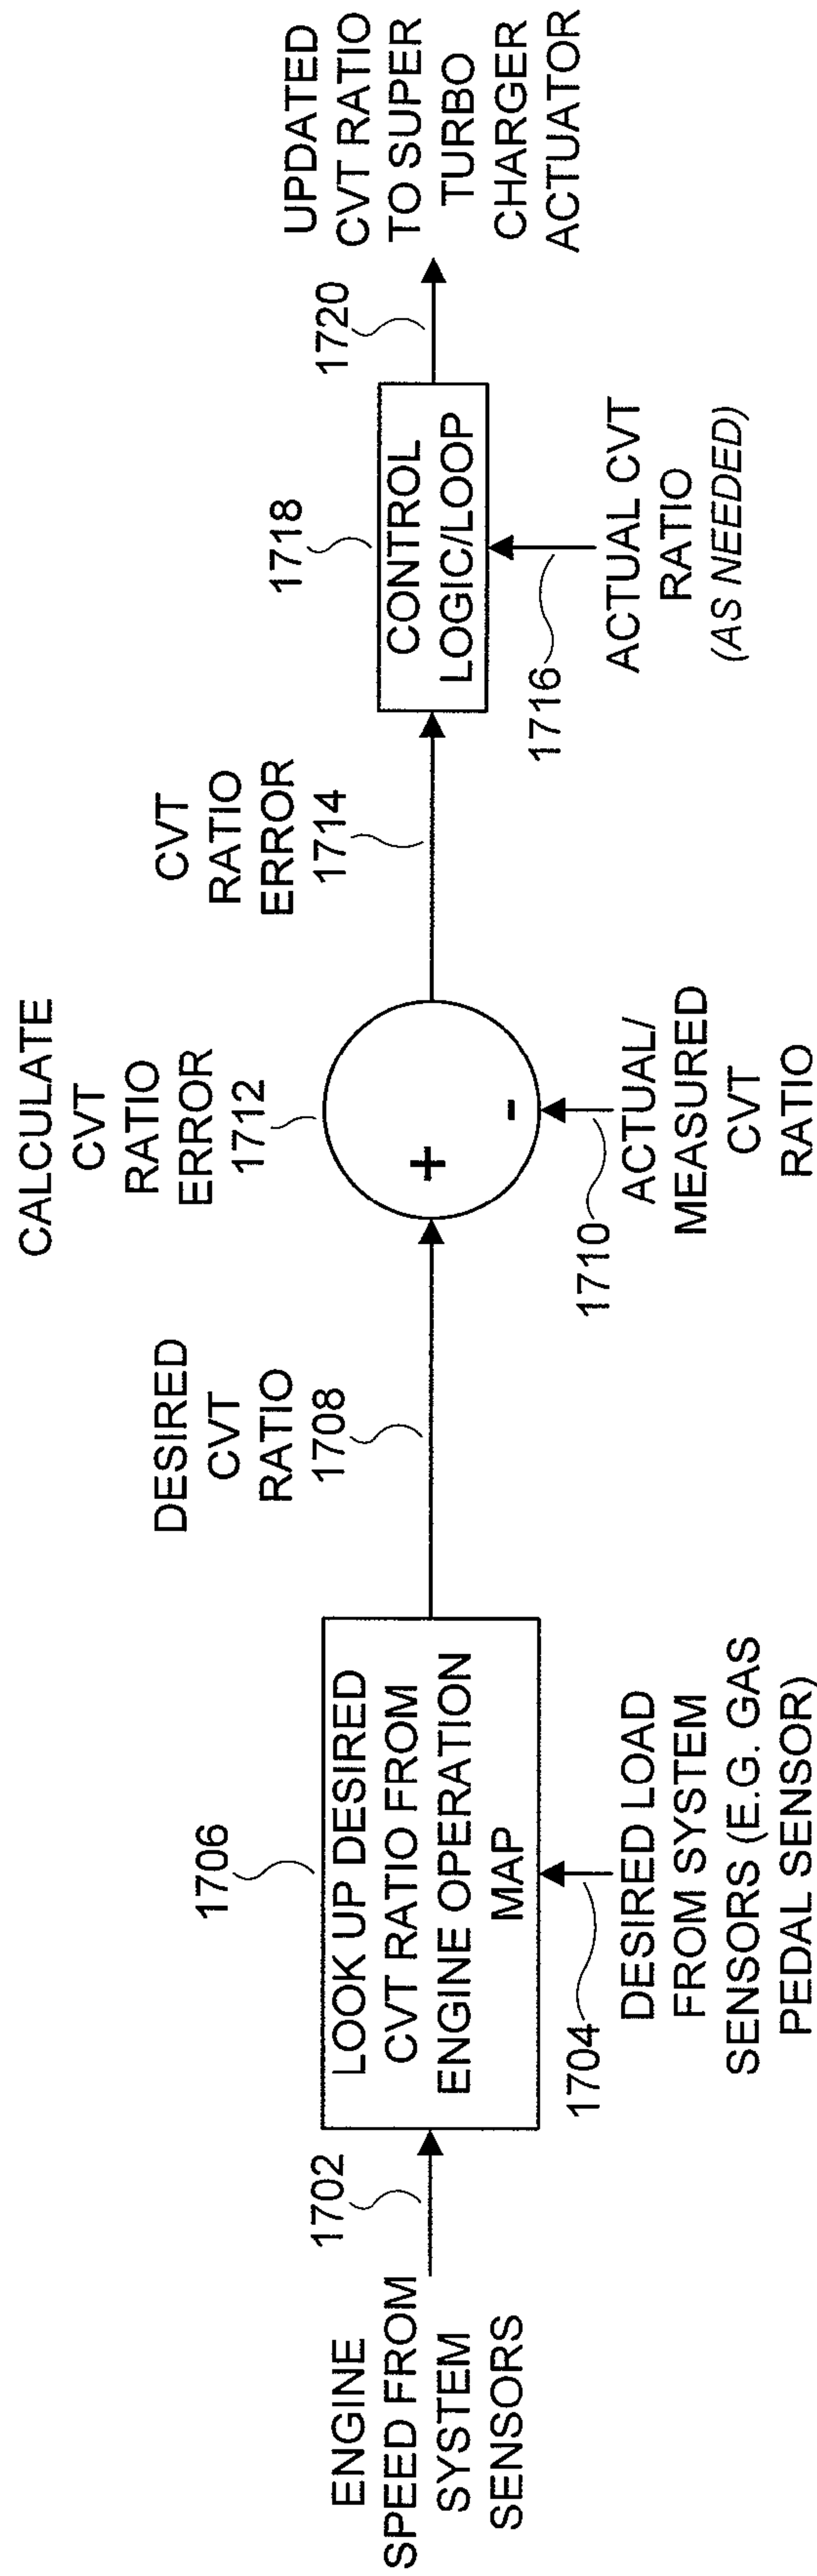 ENGINE
SPEED FROM
SYSTEM
SENSORS
1702
1706
LOOK UP DESIRED
CVT RATIO FROM
ENGINE OPERATION
MAP
1704
DESIRED LOAD
FROM SYSTEM
SENSORS (E.G. GAS
PEDAL SENSOR)
DESIRED
CVT
RATIO
1708
CALCULATE
CVT
RATIO
ERROR
1712
+
-
1710
ACTUAL/
MEASURED
CVT
RATIO
CVT
RATIO
ERROR
1714
1718
CONTROL
LOGIC/LOOP
1716
ACTUAL CVT
RATIO
(AS NEEDED)
1720
UPDATED
CVT RATIO
TO SUPER
TURBO
CHARGER
ACTUATOR